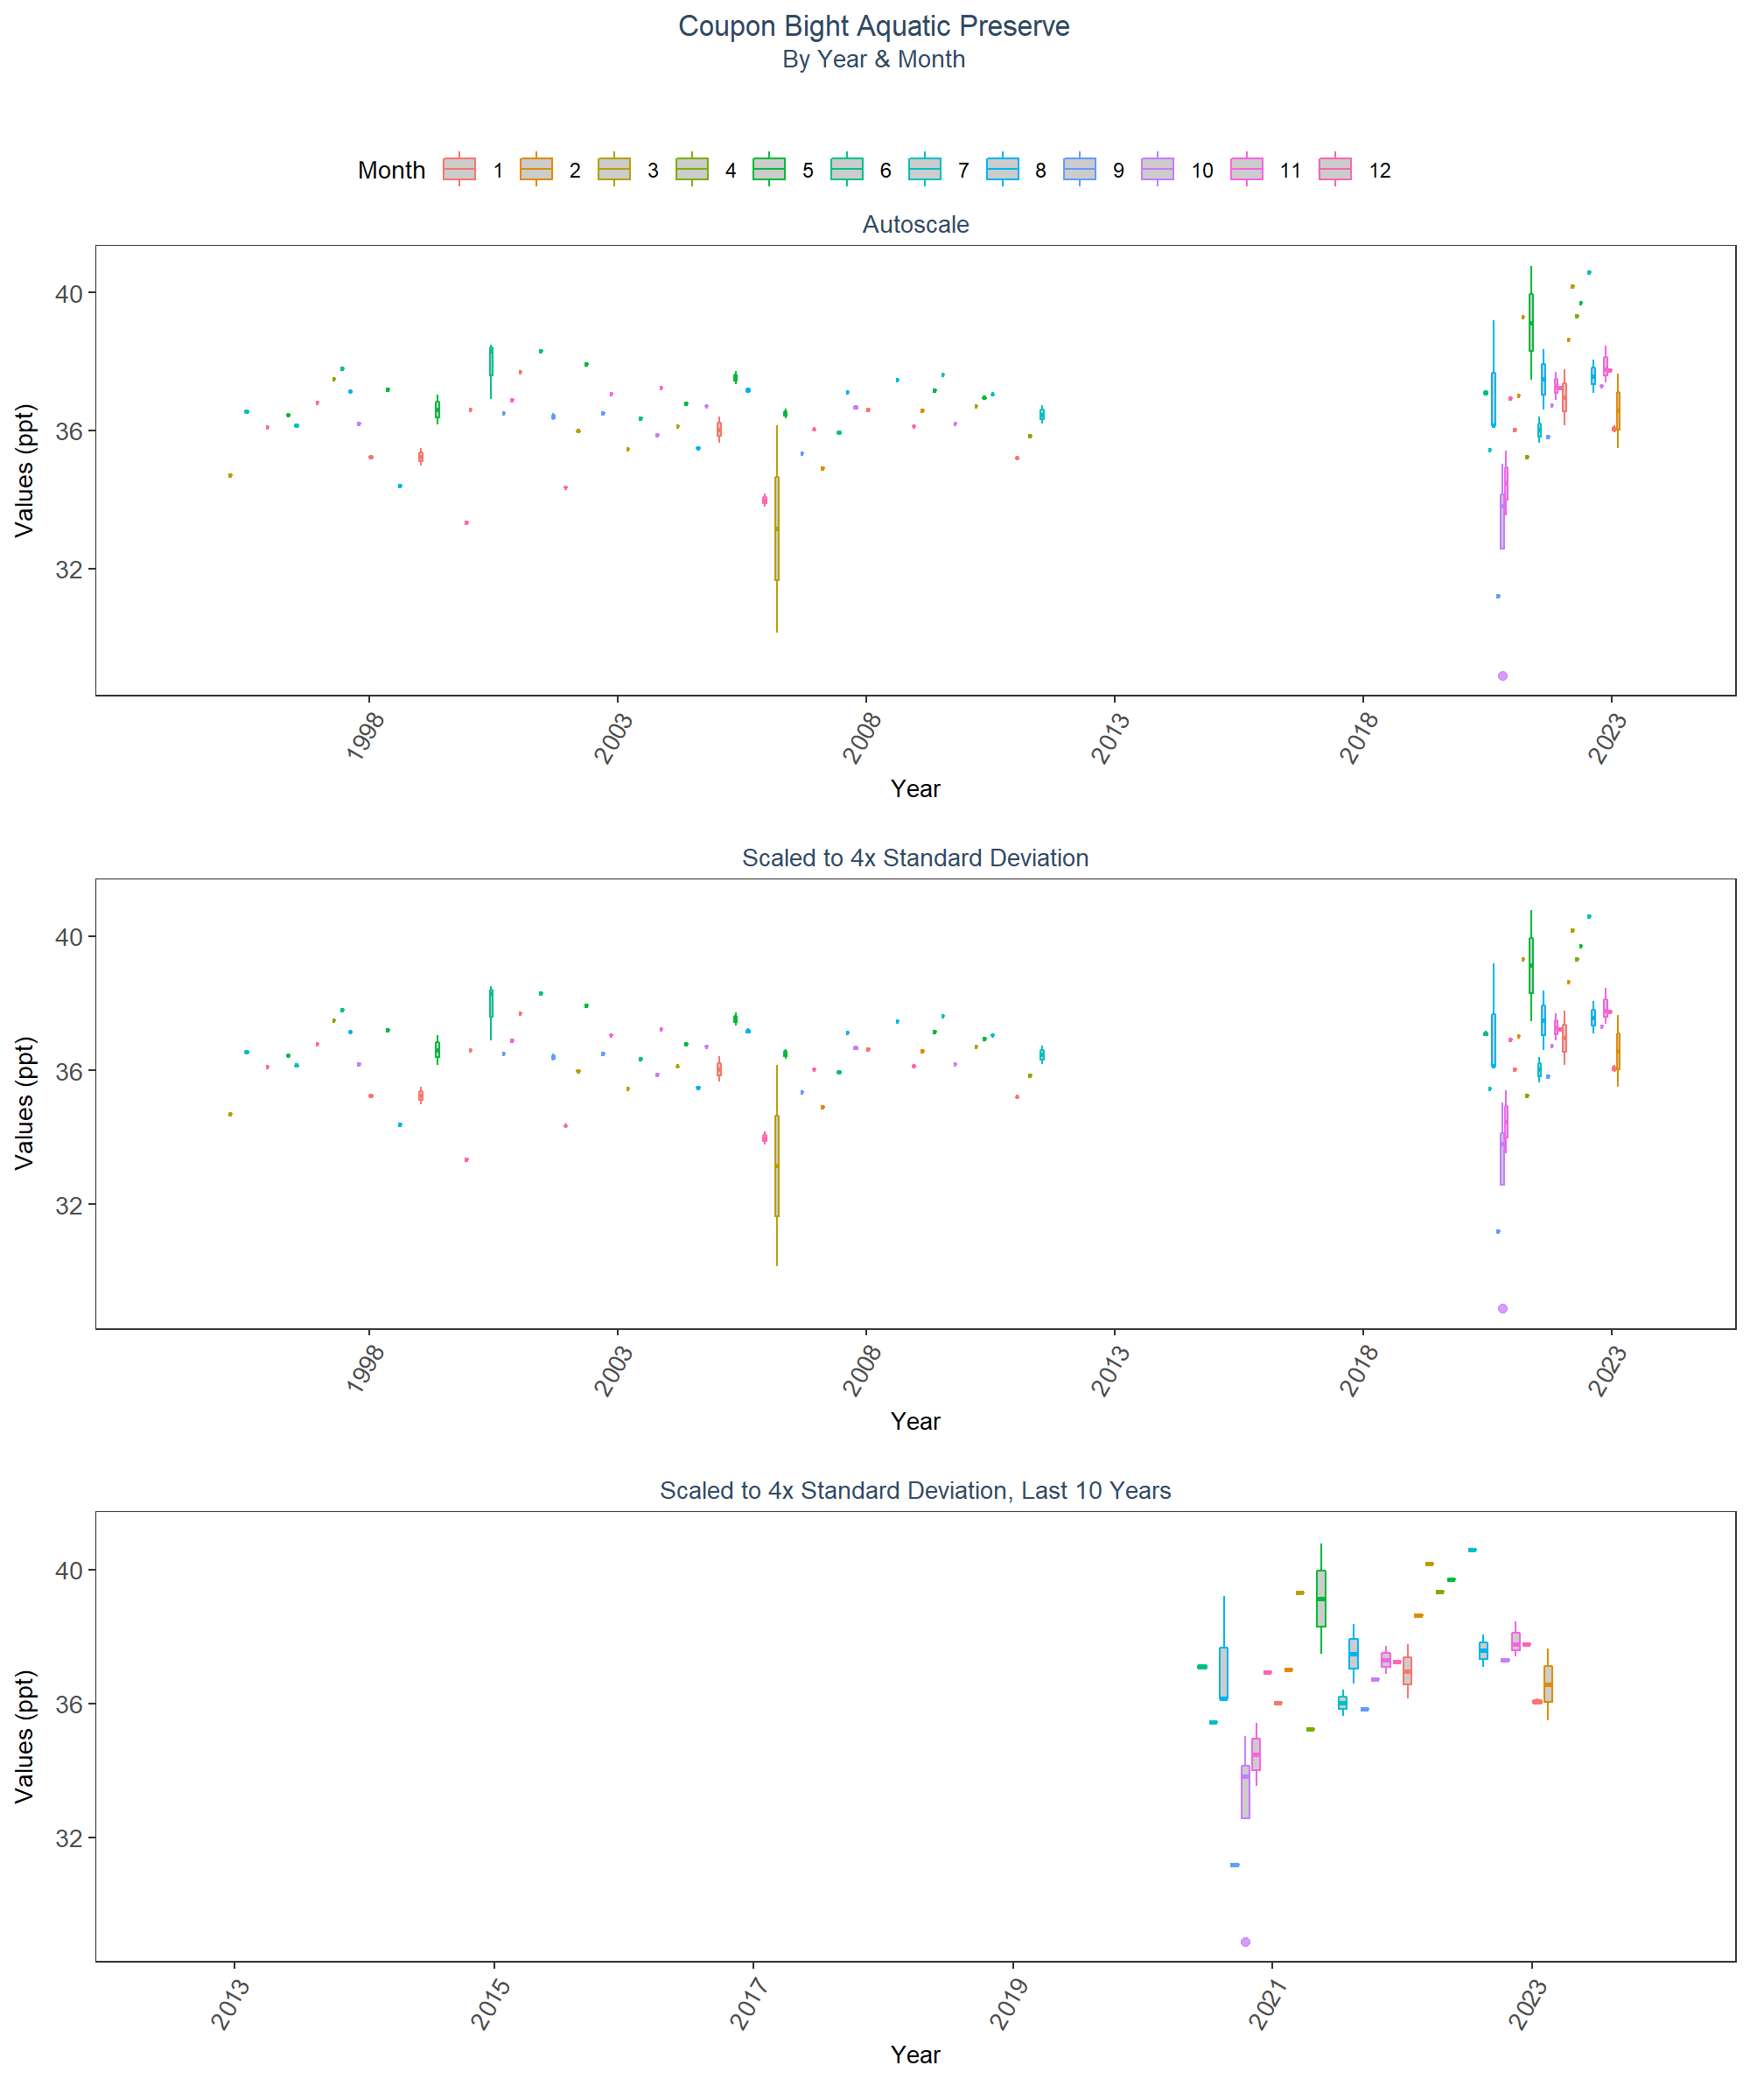 Coupon Bight Aquatic Preserve
By Year & Month
Month 1 2 3 4 5 6 7 8 9 10 11 12
Autoscale
Values (ppt)
40
36
32
1998 2003 2008 2013 2018 2023
Year
Scaled to 4x Standard Deviation
Values (ppt)
40
36
32
1998 2003 2008 2013 2018 2023
Year
Scaled to 4x Standard Deviation, Last 10 Years
Values (ppt)
40
36
32
2013 2015 2017 2019 2021 2023
Year